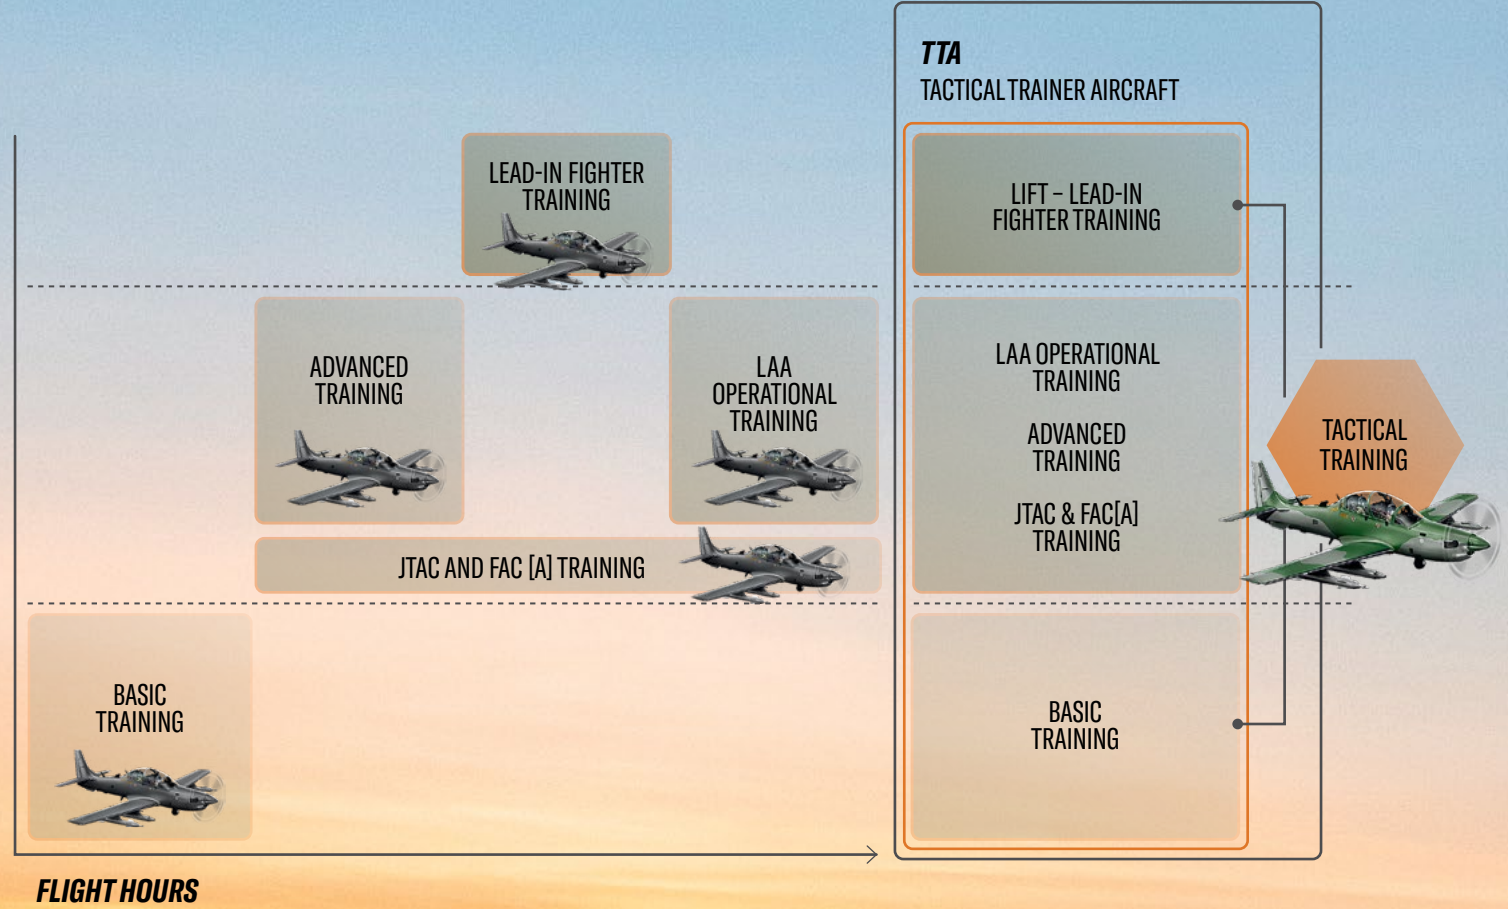 TTA
TACTICAL TRAINER AIRCRAFT
LEAD-IN FIGHTER
TRAINING
ADVANCED
TRAINING
LAA
OPERATIONAL
TRAINING
JTAC AND FAC [A] TRAINING
BASIC
TRAINING
FLIGHT HOURS
LIFT – LEAD-IN
FIGHTER TRAINING
LAA OPERATIONAL
TRAINING
ADVANCED
TRAINING
JTAC & FAC[A]
TRAINING
BASIC
TRAINING
TACTICAL
TRAINING